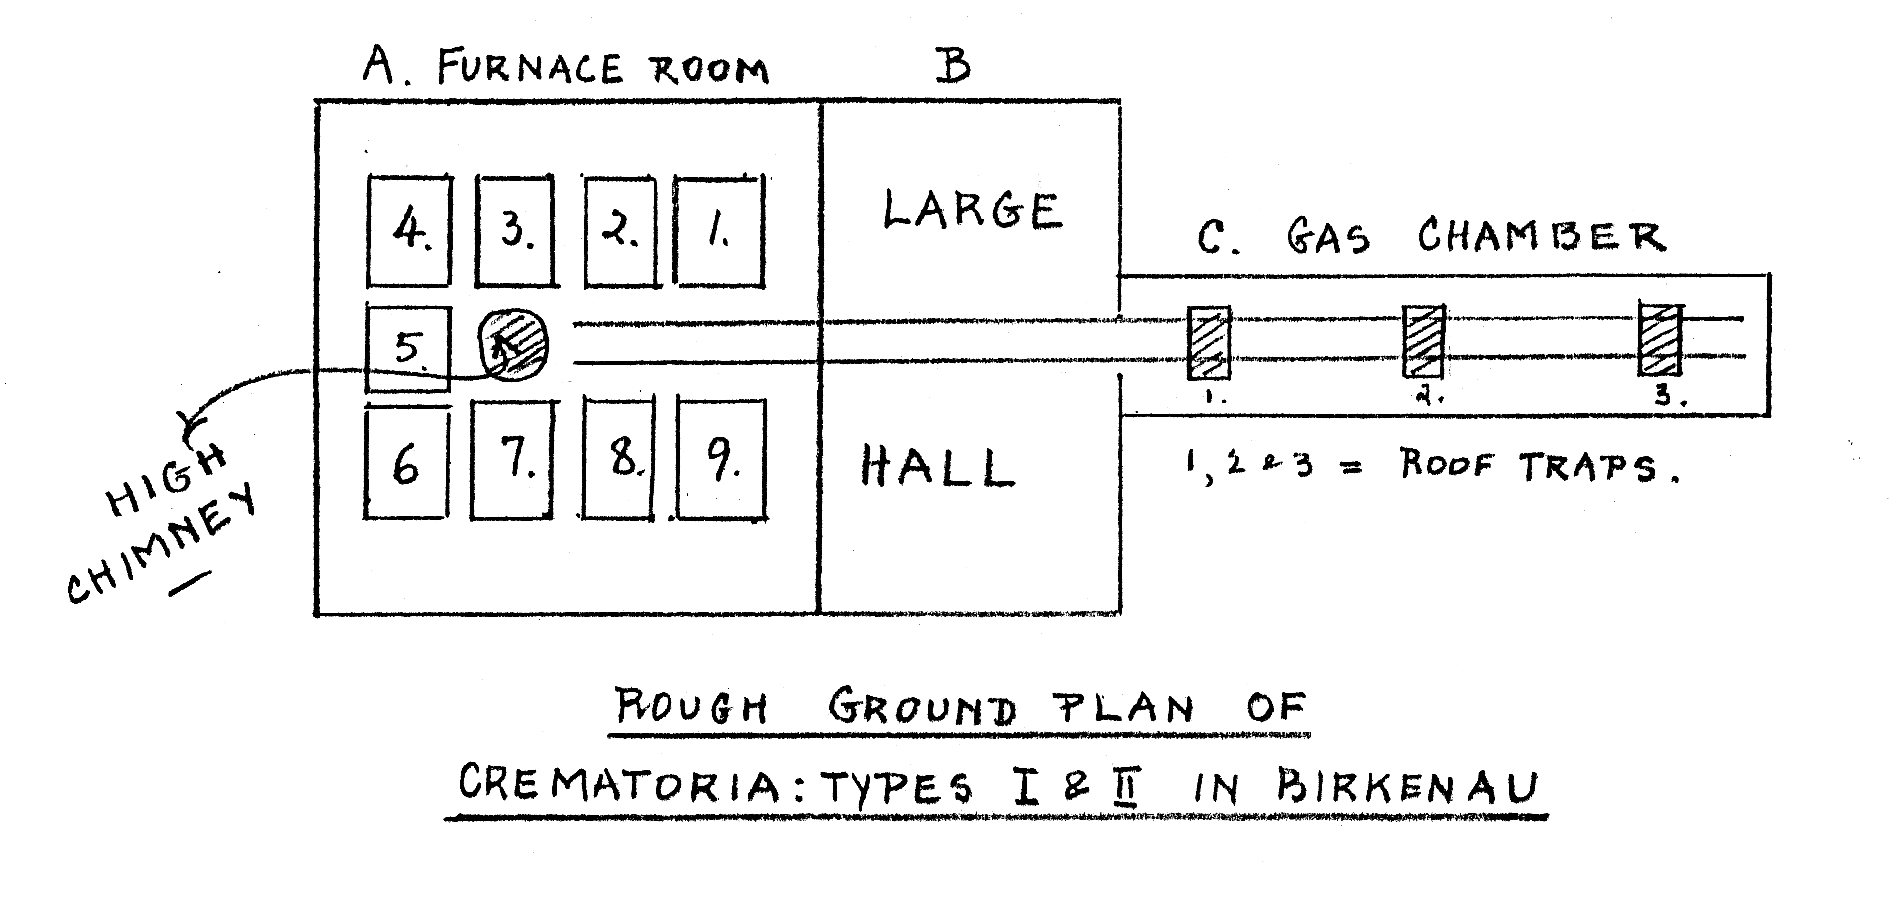 A. FURNACE ROOM
B
4. 3. 2. 1.
LARGE
C. GAS CHAMBER
5.
1. 2. 3.
6 7. 8. 9.
HALL
1, 2 & 3 = ROOF TRAPS.
HIGH
CHIMNEY
ROUGH GROUND PLAN OF
CREMATORIA: TYPES I & II IN BIRKENAU